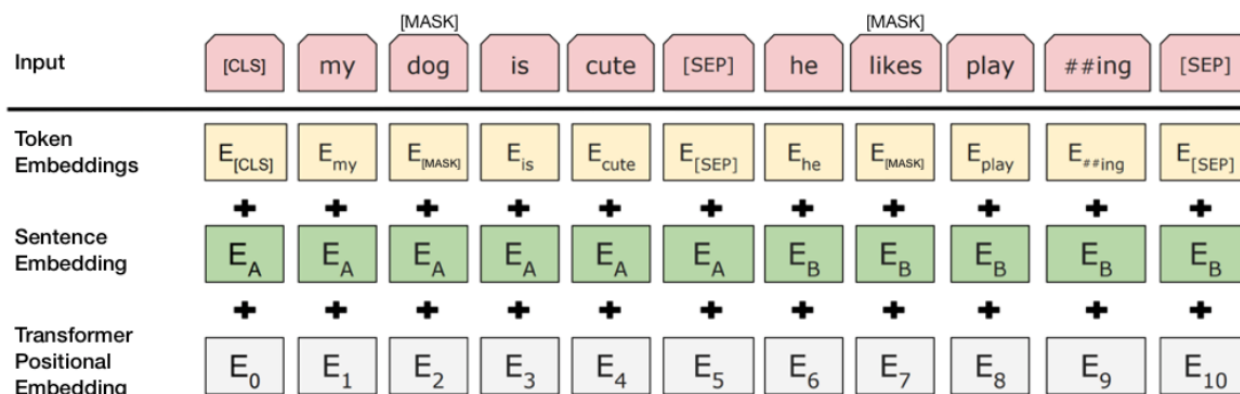 [MASK] [MASK]
Input [CLS] my dog is cute [SEP] he likes play ##ing [SEP]
Token
Embeddings
E[CLS] Emy E[MASK] Eis Ecute E[SEP] Ehe E[MASK] Eplay E##ing E[SEP]
+ + + + + + + + + + +
Sentence
Embedding
EA EA EA EA EA EA EB EB EB EB EB
+ + + + + + + + + + +
Transformer
Positional
Embedding
E0 E1 E2 E3 E4 E5 E6 E7 E8 E9 E10